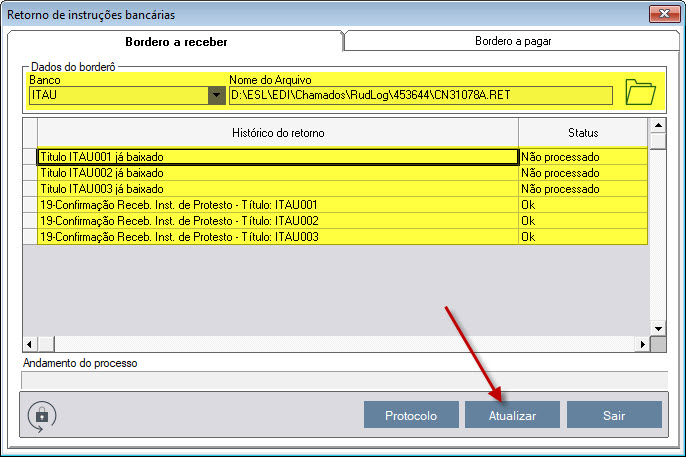 Retorno de instruções bancárias
Bordero a receber
Bordero a pagar
Dados do borderô
Banco
Nome do Arquivo
ITAU
D:\ESL\EDI\Chamados\RudLog\453644\CN31078A.RET
Histórico do retorno
Status
Titulo ITAU001 já baixado
Não processado
Titulo ITAU002 já baixado
Não processado
Titulo ITAU003 já baixado
Não processado
19-Confirmação Receb. Inst. de Protesto - Título: ITAU001
Ok
19-Confirmação Receb. Inst. de Protesto - Título: ITAU002
Ok
19-Confirmação Receb. Inst. de Protesto - Título: ITAU003
Ok
Andamento do processo
Protocolo
Atualizar
Sair